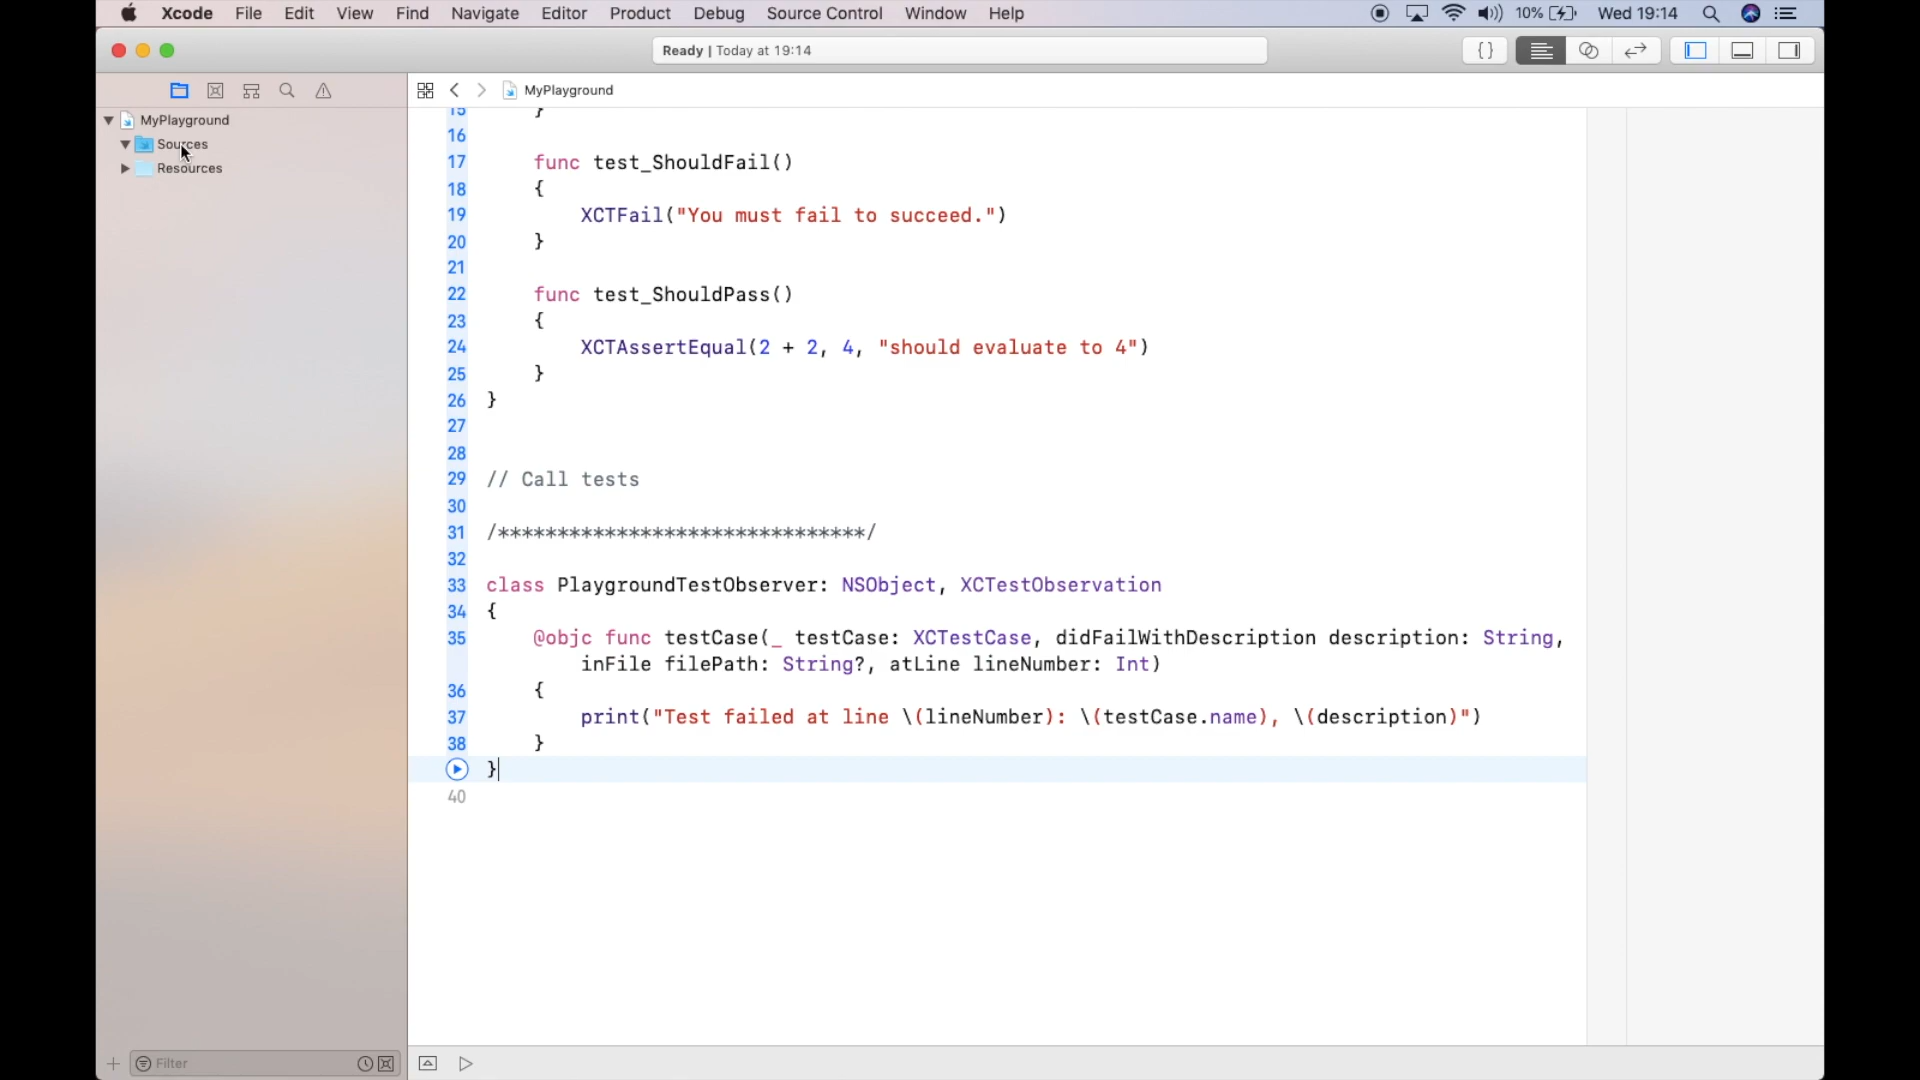 Xcode File Edit View Find Navigate Editor Product Debug Source Control Window Help 10% Wed 19:14
Ready | Today at 19:14 { }
MyPlayground
MyPlayground
Sources
Resources
15 }
16
17 func test_ShouldFail()
18 {
19 XCTFail("You must fail to succeed.")
20 }
21
22 func test_ShouldPass()
23 {
24 XCTAssertEqual(2 + 2, 4, "should evaluate to 4")
25 }
26 }
27
28
29 // Call tests
30
31 /*******************************/
32
33 class PlaygroundTestObserver: NSObject, XCTestObservation
34 {
35 @objc func testCase(_ testCase: XCTestCase, didFailWithDescription description: String,
inFile filePath: String?, atLine lineNumber: Int)
36 {
37 print("Test failed at line \(lineNumber): \(testCase.name), \(description)")
38 }
}
40
Filter